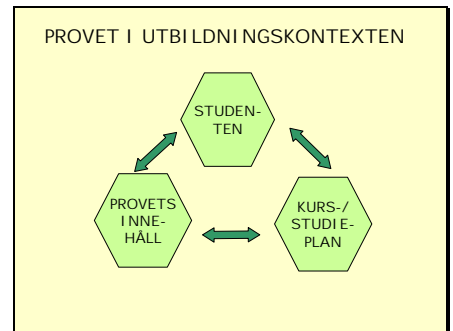 PROVET I UTBILDNINGSKONTEXTEN
STUDEN-
TEN
PROVETS
INNE-
HÅLL
KURS-/
STUDIE-
PLAN